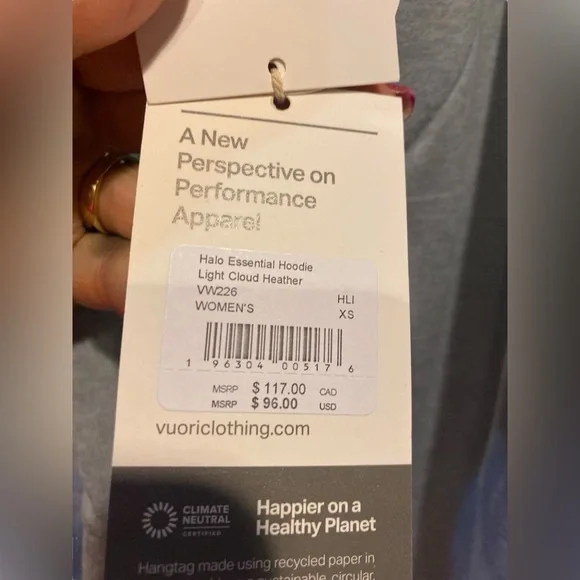 A New
Perspective on
Performance
Apparel
Halo Essential Hoodie
Light Cloud Heather
VW226 HLI
WOMEN'S XS
1 96304 00517 6
MSRP $ 117.00 CAD
MSRP $ 96.00 USD
vuoriclothing.com
CLIMATE
NEUTRAL
CERTIFIED
Happier on a
Healthy Planet
Hangtag made using recycled paper in
sustainable, circular,